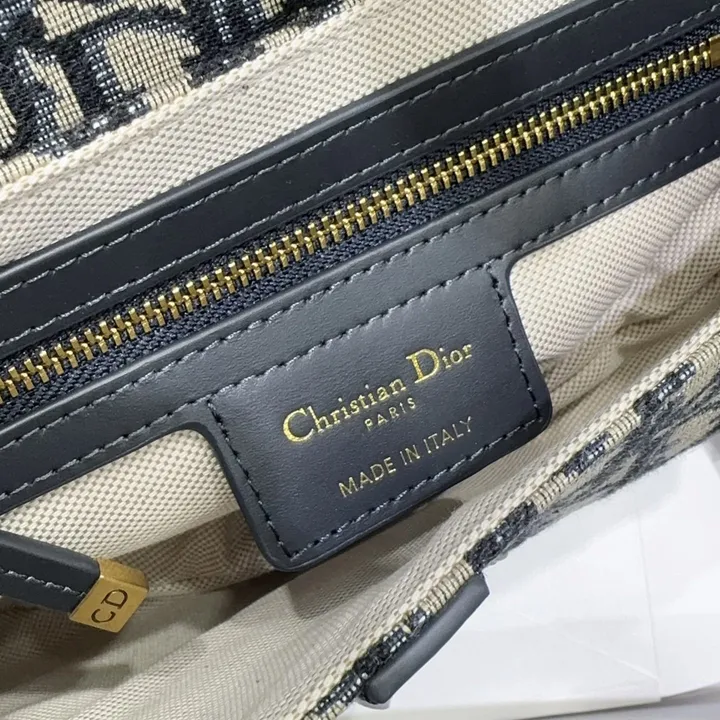 Christian Dior
PARIS
MADE IN ITALY
CD